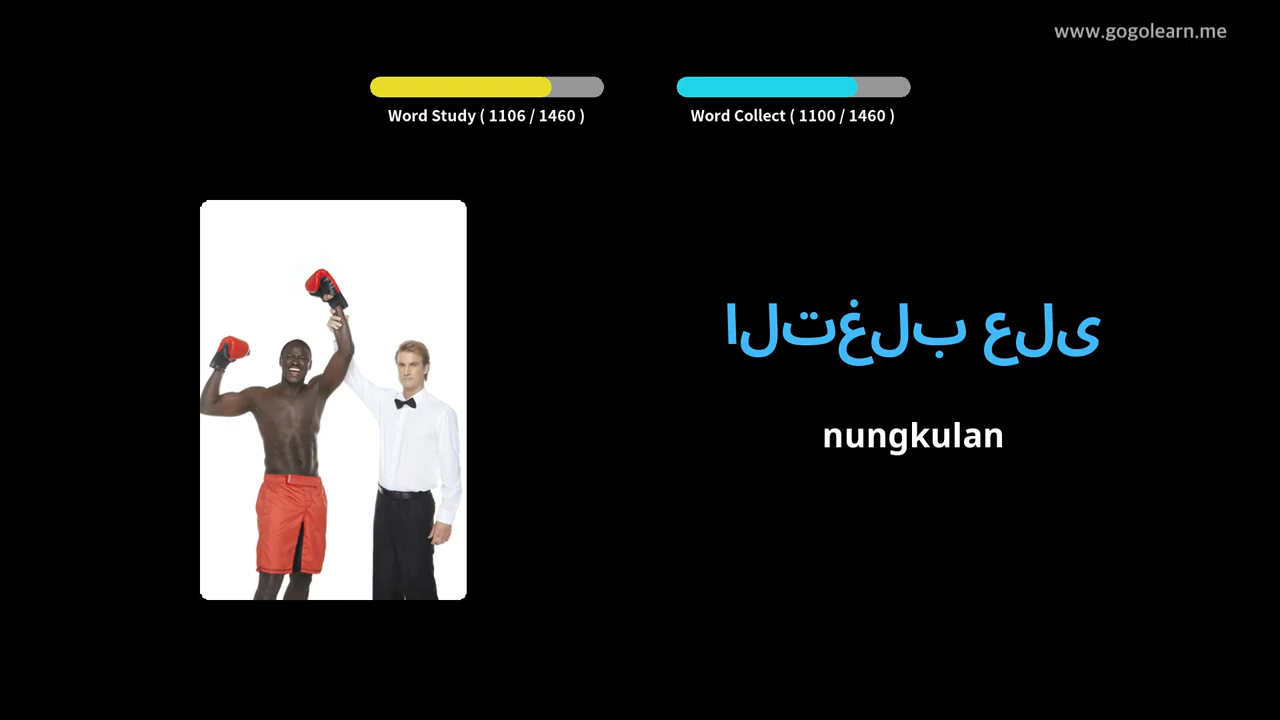 www.gogolearn.me
Word Study ( 1106 / 1460 )
Word Collect ( 1100 / 1460 )
التغلب على
nungkulan